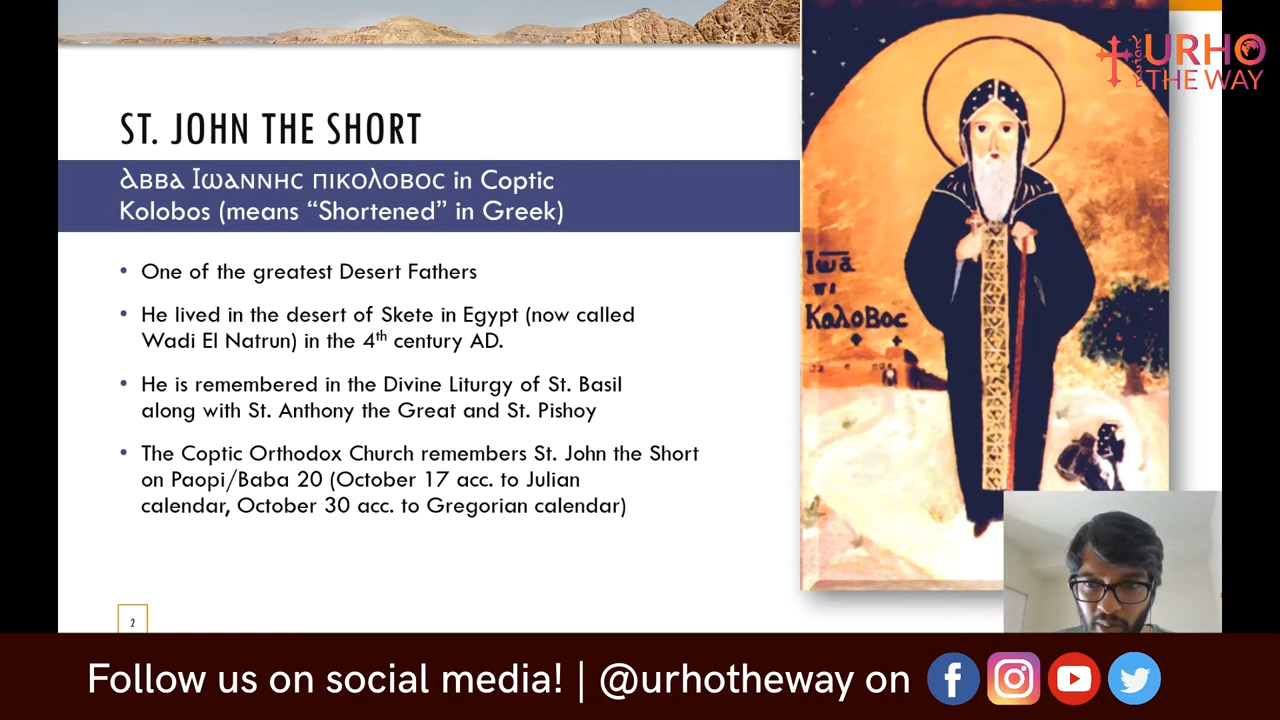 ST. JOHN THE SHORT
ⲁⲃⲃⲁ Ⲓⲱⲁⲛⲛⲏⲥ ⲡⲓⲕⲟⲗⲟⲃⲟⲥ in Coptic
Kolobos (means “Shortened” in Greek)
• One of the greatest Desert Fathers
• He lived in the desert of Skete in Egypt (now called
Wadi El Natrun) in the 4th century AD.
• He is remembered in the Divine Liturgy of St. Basil
along with St. Anthony the Great and St. Pishoy
• The Coptic Orthodox Church remembers St. John the Short
on Paopi/Baba 20 (October 17 acc. to Julian
calendar, October 30 acc. to Gregorian calendar)
2
Ⲓⲱⲁ
ⲡⲓ
Ⲕⲟⲗⲟⲃⲟⲥ
URHO
THE WAY
Follow us on social media! | @urhotheway on